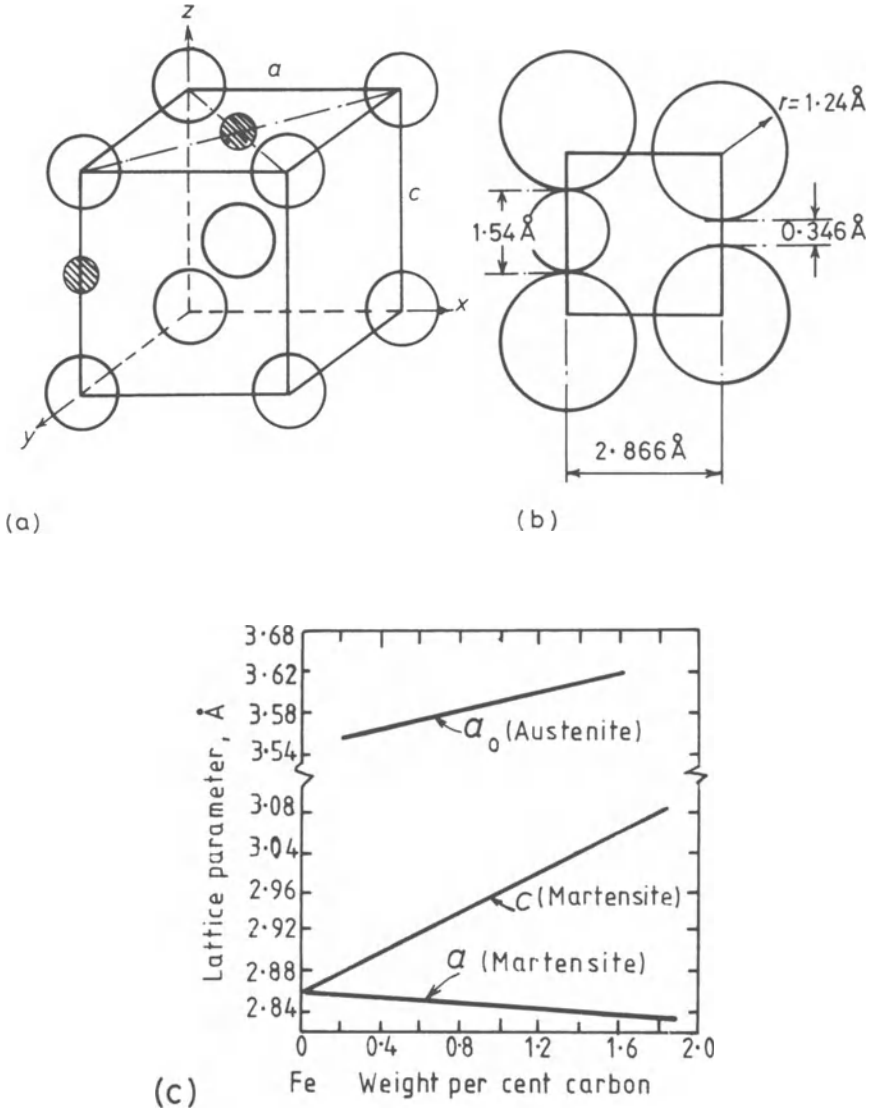 z
a
c
x
y
(a)
r=1·24Å
1·54Å
0·346Å
2·866Å
(b)
Lattice parameter, Å
3·68
3·62
3·58
3·54
3·08
3·04
2·96
2·92
2·88
2·84
a₀ (Austenite)
C (Martensite)
a (Martensite)
0 0·4 0·8 1·2 1·6 2·0
Fe Weight per cent carbon
(c)